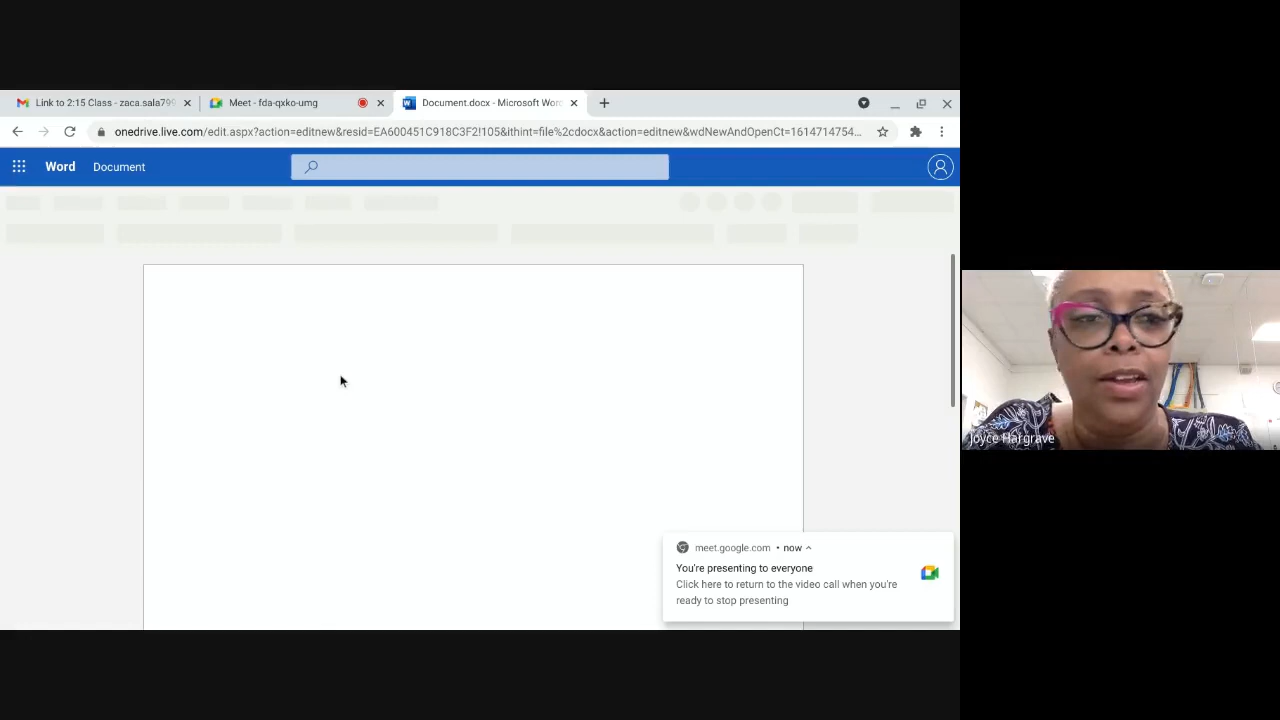 Link to 2:15 Class - zaca.sala799
Meet - fda-qxko-umg
Document.docx - Microsoft Word
onedrive.live.com/edit.aspx?action=editnew&resid=EA600451C918C3F2!105&ithint=file%2cdocx&action=editnew&wdNewAndOpenCt=1614714754...
Word Document
meet.google.com • now
You're presenting to everyone
Click here to return to the video call when you're
ready to stop presenting
Joyce Hargrave